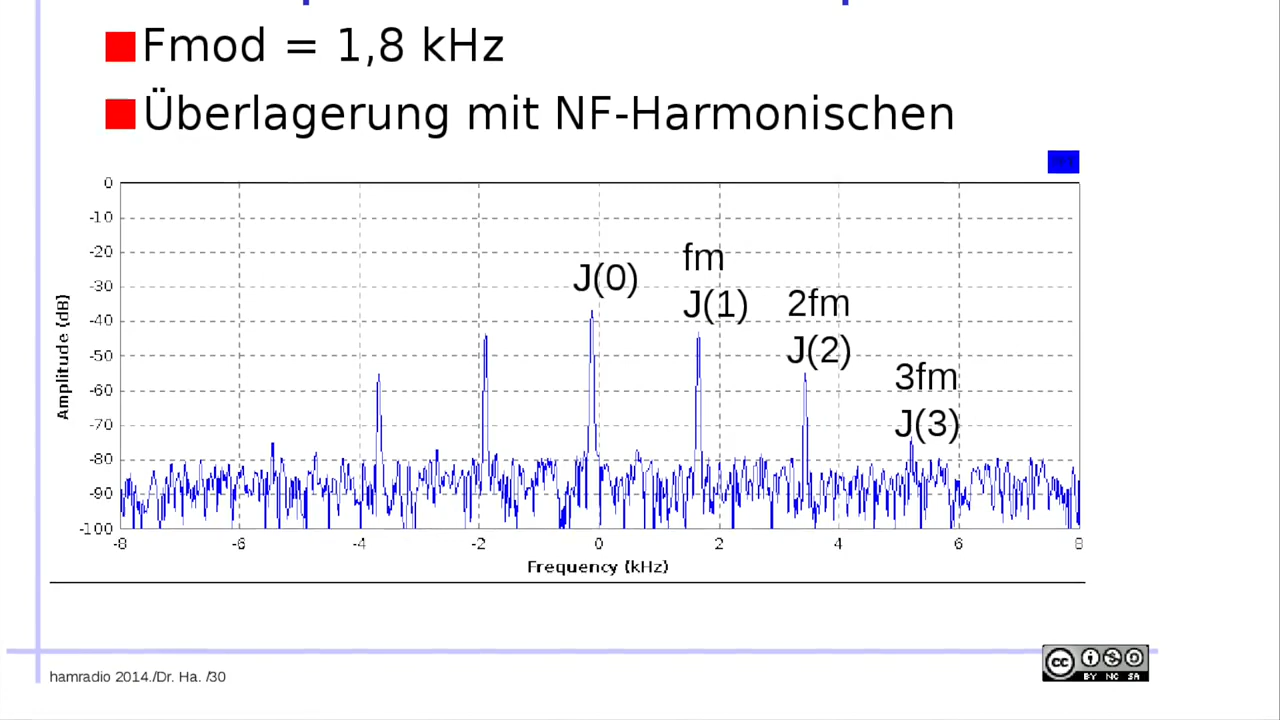 Fmod = 1,8 kHz
Überlagerung mit NF-Harmonischen
0
-10
-20
-30
-40
-50
-60
-70
-80
-90
-100
Amplitude (dB)
J(0)
fm
J(1)
2fm
J(2)
3fm
J(3)
-8 -6 -4 -2 0 2 4 6 8
Frequency (kHz)
hamradio 2014./Dr. Ha. /30
cc
BY NC SA